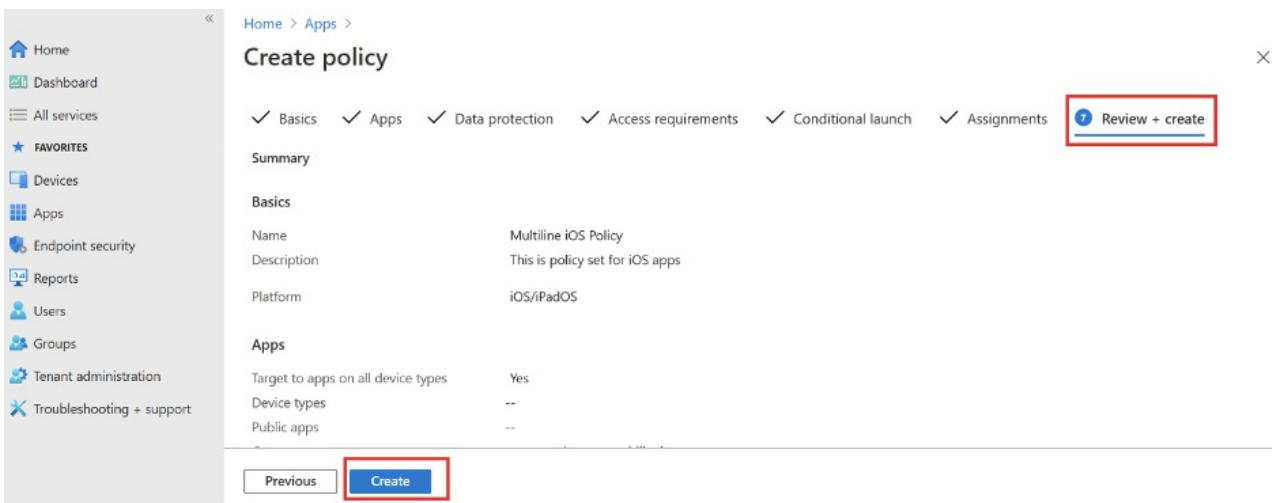 «
Home
Dashboard
All services
FAVORITES
Devices
Apps
Endpoint security
Reports
Users
Groups
Tenant administration
Troubleshooting + support
Home > Apps >
Create policy
Basics Apps Data protection Access requirements Conditional launch Assignments 7 Review + create
Summary
Basics
Name Multiline iOS Policy
Description This is policy set for iOS apps
Platform iOS/iPadOS
Apps
Target to apps on all device types Yes
Device types --
Public apps --
Previous Create